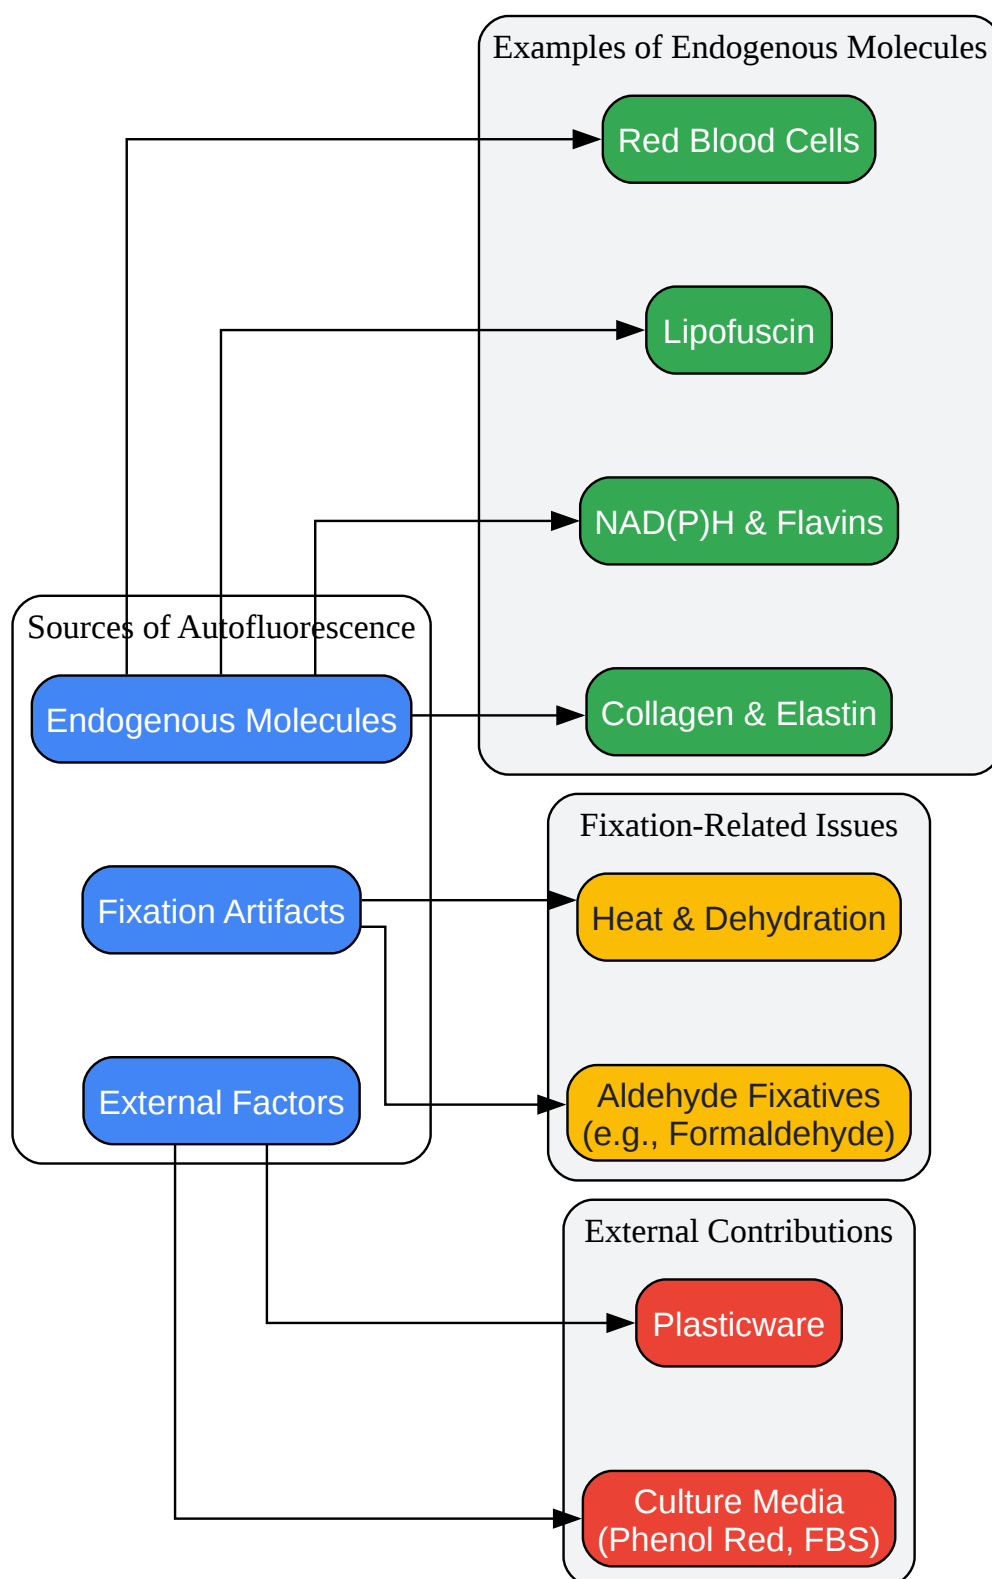 Examples of Endogenous Molecules
Red Blood Cells
Lipofuscin
NAD(P)H & Flavins
Collagen & Elastin
Sources of Autofluorescence
Endogenous Molecules
Fixation Artifacts
External Factors
Fixation-Related Issues
Heat & Dehydration
Aldehyde Fixatives
(e.g., Formaldehyde)
External Contributions
Plasticware
Culture Media
(Phenol Red, FBS)